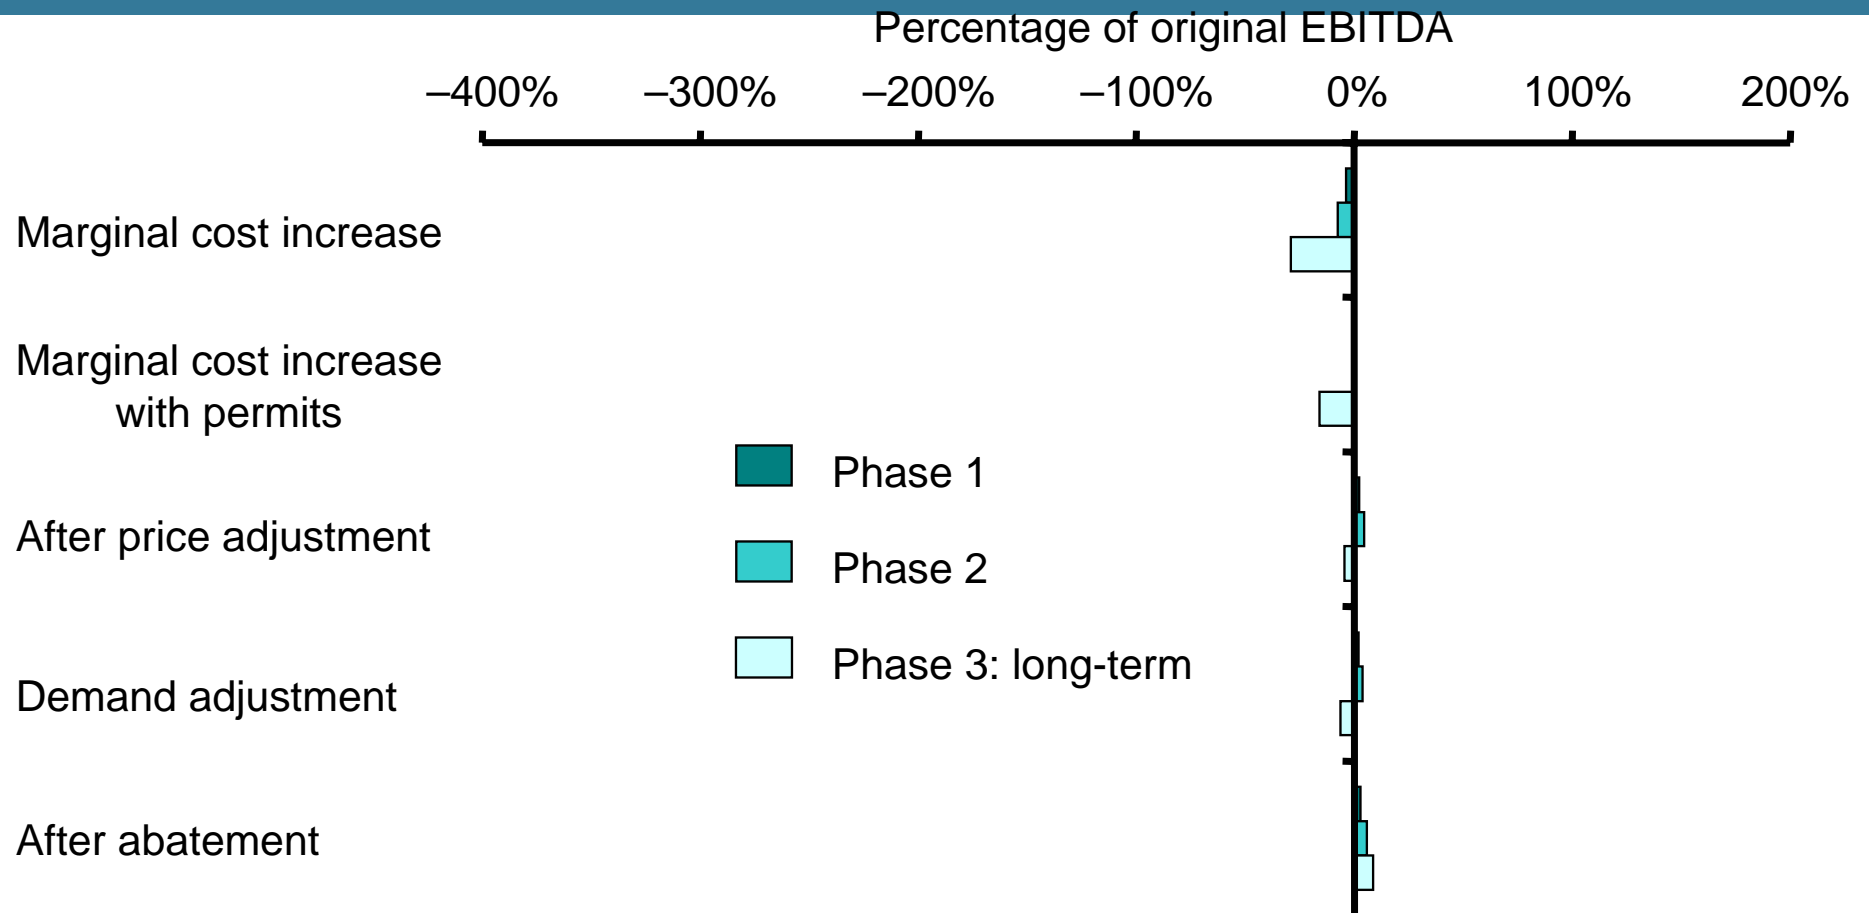 Percentage of original EBITDA
–400% –300% –200% –100% 0% 100% 200%
Marginal cost increase
Marginal cost increase
with permits
After price adjustment
Demand adjustment
After abatement
Phase 1
Phase 2
Phase 3: long-term